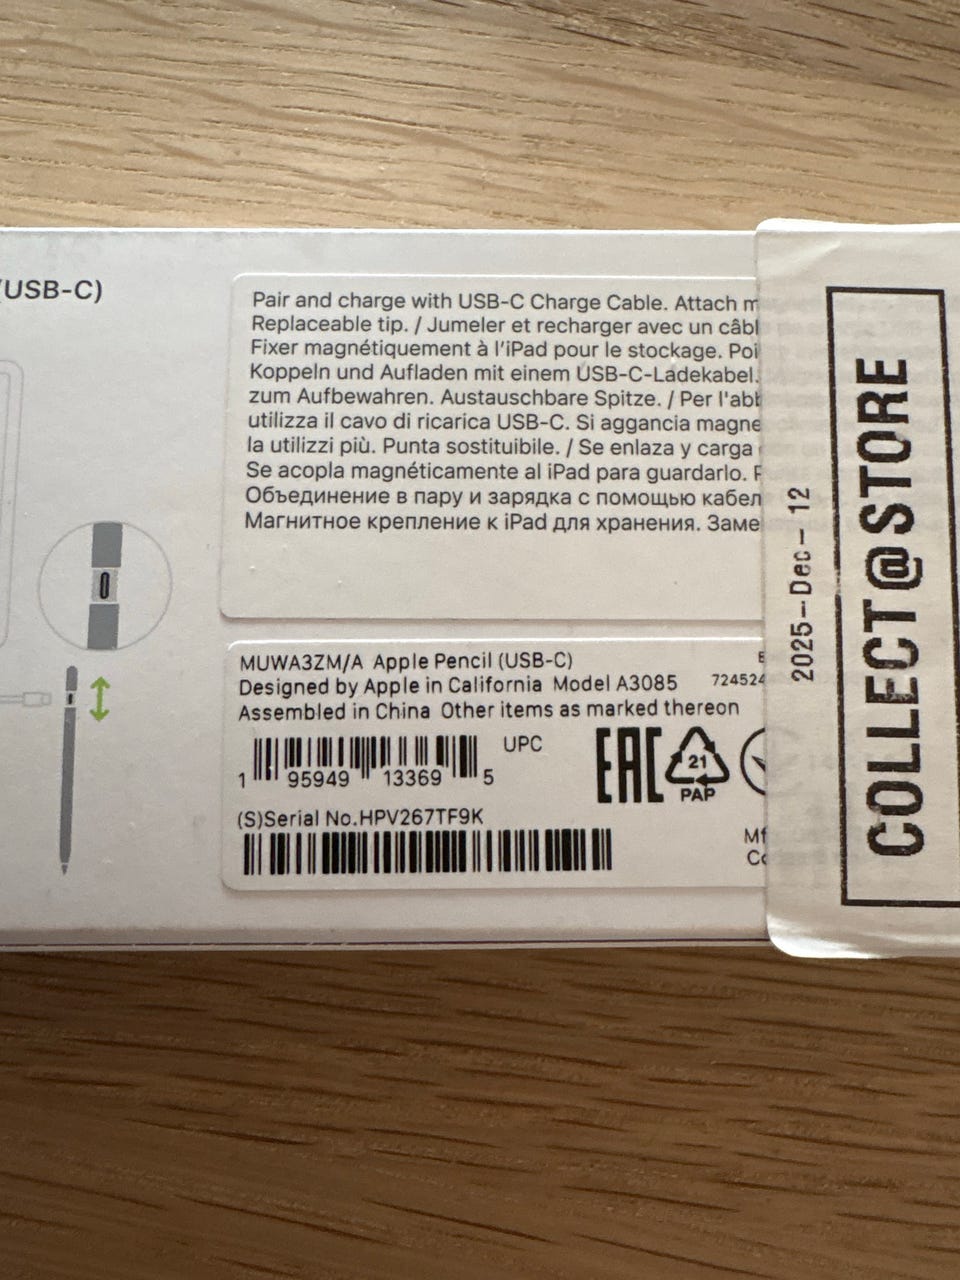 (USB-C)
Pair and charge with USB-C Charge Cable. Attach
Replaceable tip. / Jumeler et recharger avec un
Fixer magnétiquement à l'iPad pour le stockage.
Koppeln und Aufladen mit einem USB-C-Ladekabel.
zum Aufbewahren. Austauschbare Spitze. / Per
utilizza il cavo di ricarica USB-C. Si aggancia
la utilizzi più. Punta sostituibile. / Se enlaza y carga
Se acopla magnéticamente al iPad para guardarlo.
Объединение в пару и зарядка с помощью
Магнитное крепление к iPad для хранения.
MUWA3ZM/A Apple Pencil (USB-C)
Designed by Apple in California Model A3085
Assembled in China Other items as marked thereon
1 95949 13369 5
UPC
EAC
21
PAP
(S)Serial No.HPV267TF9K
2025-Dec-12
COLLECT@STORE